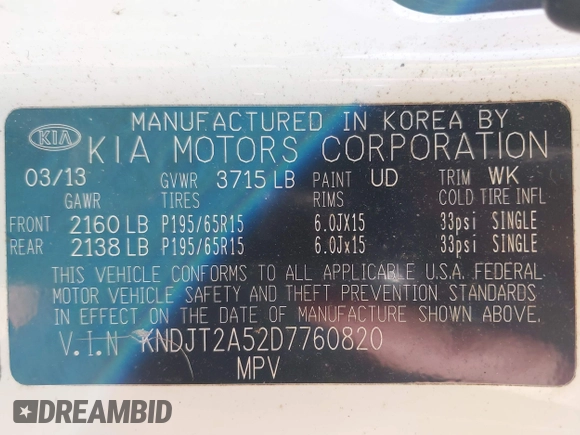 MANUFACTURED IN KOREA BY
KIA KIA MOTORS CORPORATION
03/13 GVWR 3715 LB PAINT UD TRIM WK
GAWR TIRES RIMS COLD TIRE INFL
FRONT 2160 LB P195/65R15 6.0JX15 33psi SINGLE
REAR 2138 LB P195/65R15 6.0Jx15 33psi SINGLE
THIS VEHICLE CONFORMS TO ALL APPLICABLE U.S.A. FEDERAL
MOTOR VEHICLE SAFETY AND THEFT PREVENTION STANDARDS
IN EFFECT ON THE DATE OF MANUFACTURE SHOWN ABOVE.
V.I.N KNDJT2A52D7760820
MPV
DREAMBID